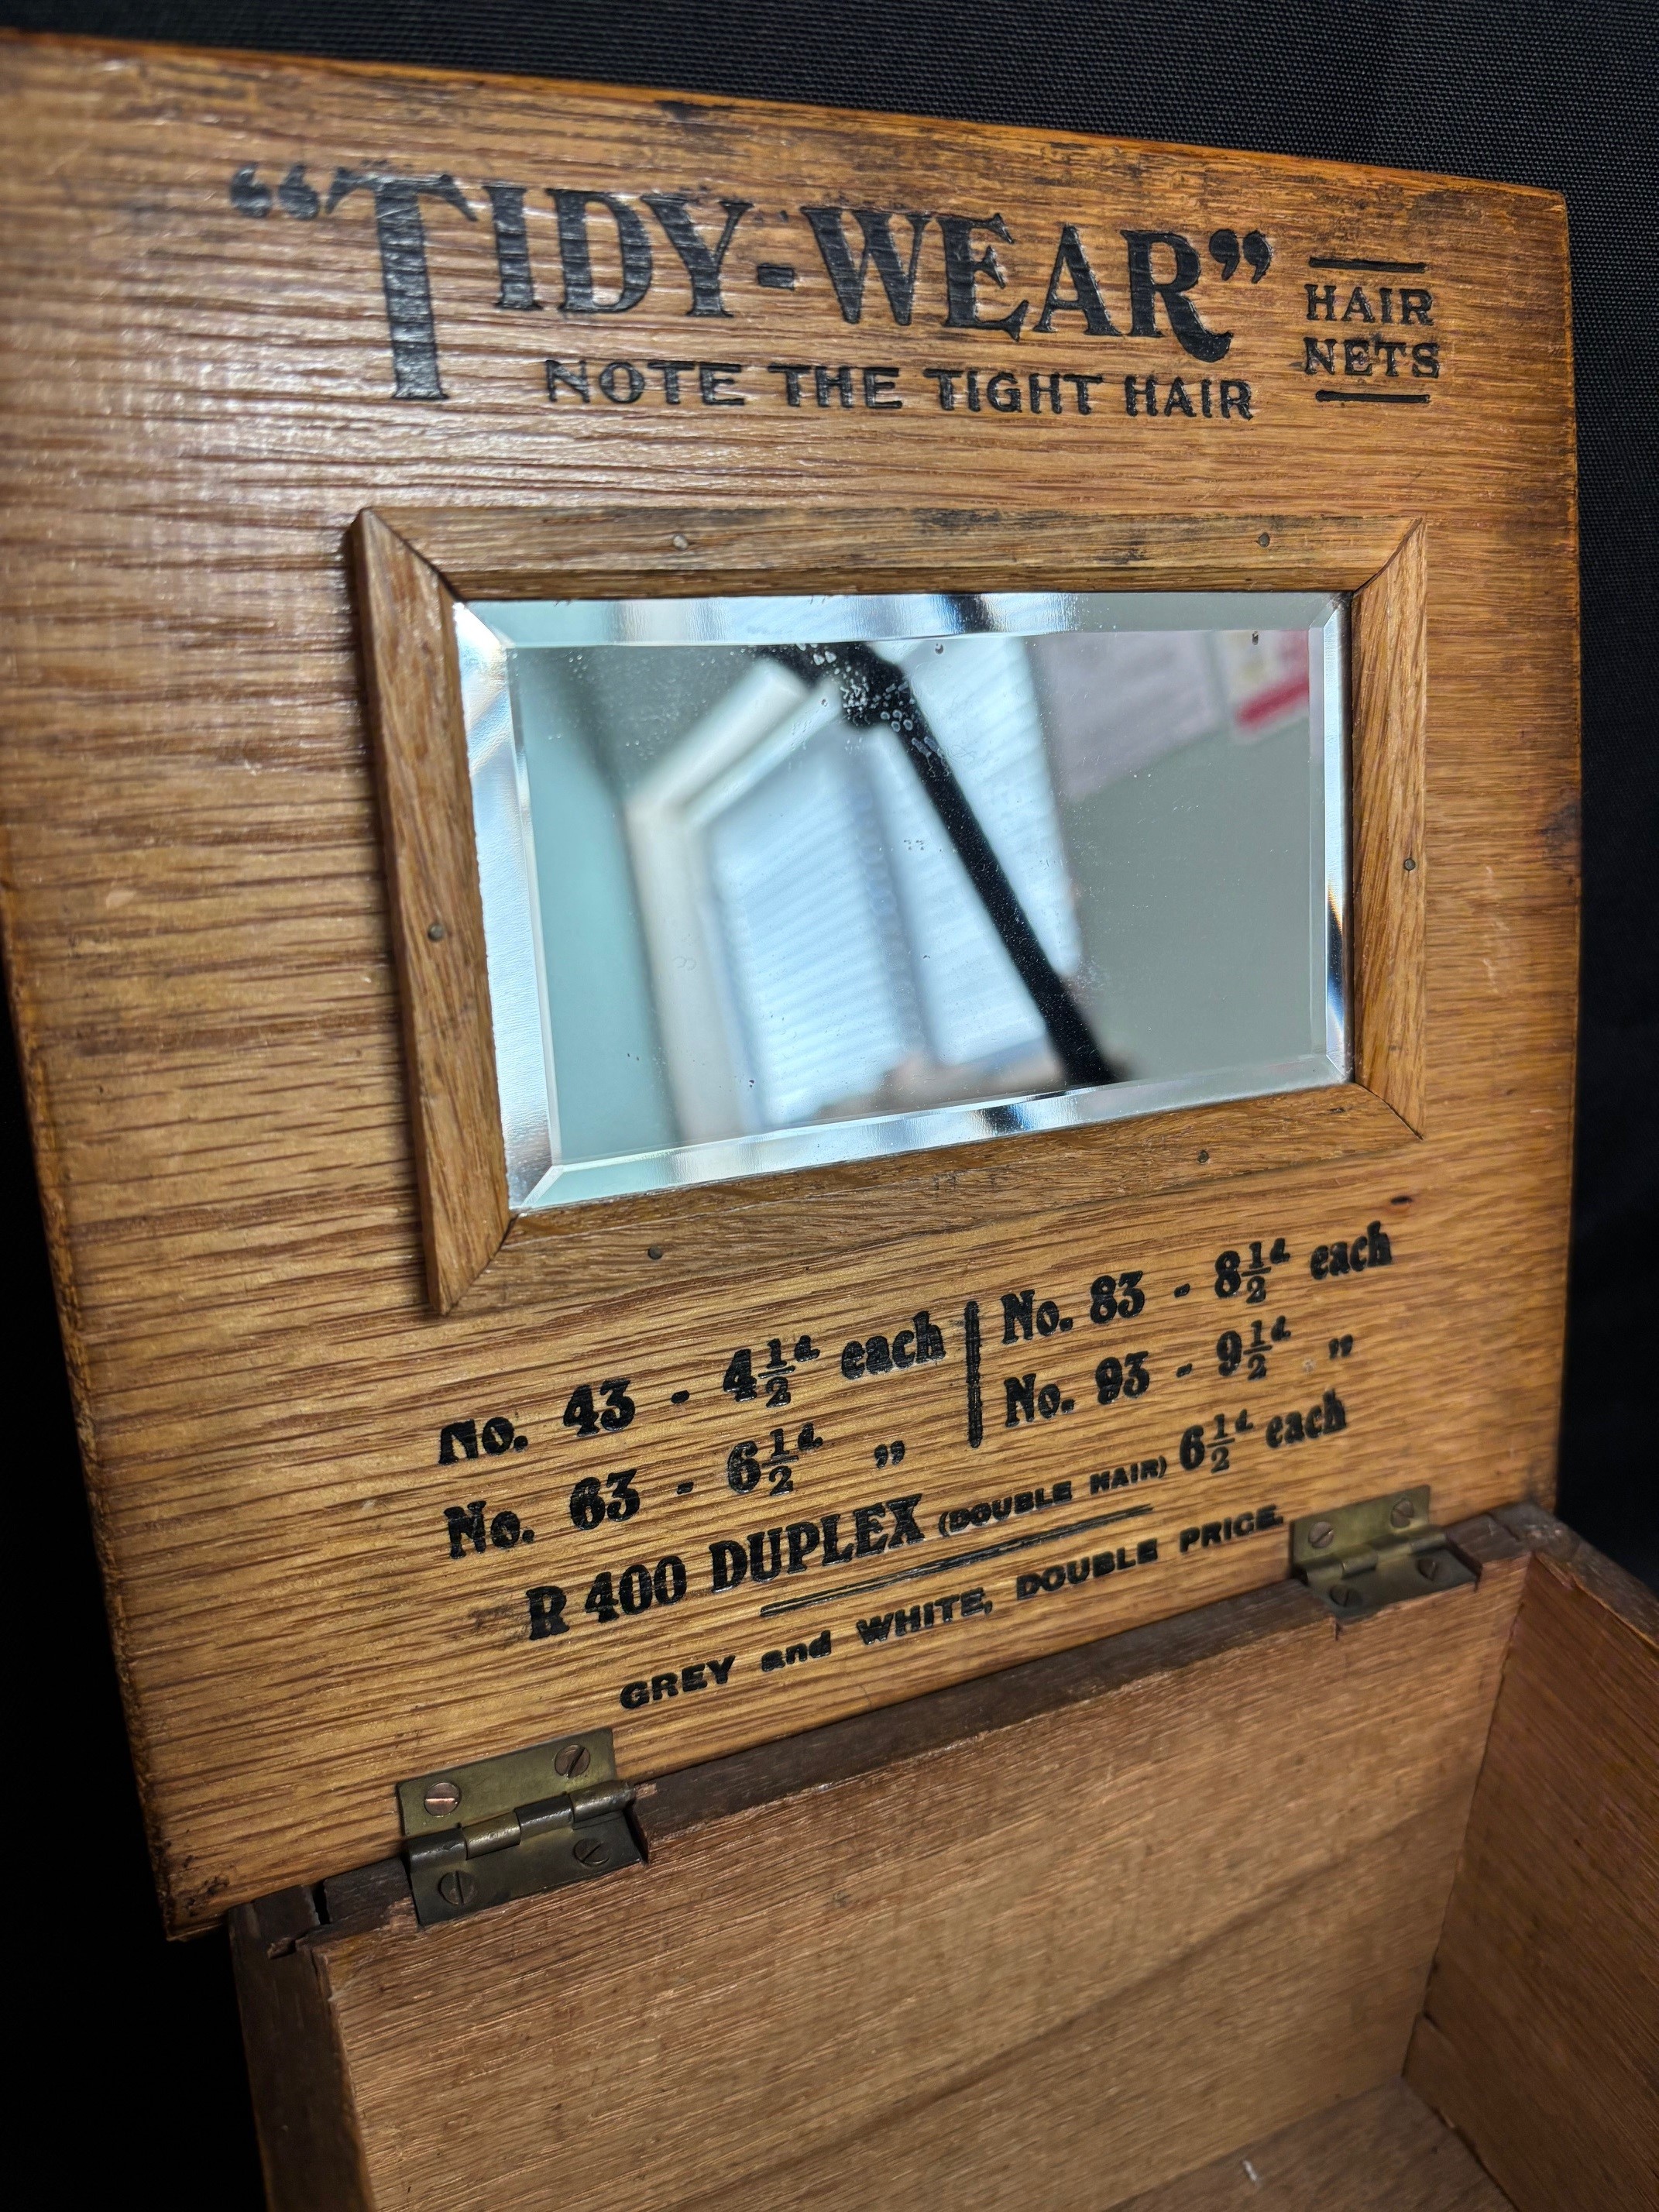 “TIDY-WEAR” HAIR NETS
NOTE THE TIGHT HAIR
No. 43 - 4½d. each
No. 63 - 6½d. „
No. 83 - 8½d. each
No. 93 - 9½d. „
R 400 DUPLEX (DOUBLE HAIR) 6½d. each
GREY and WHITE, DOUBLE PRICE.